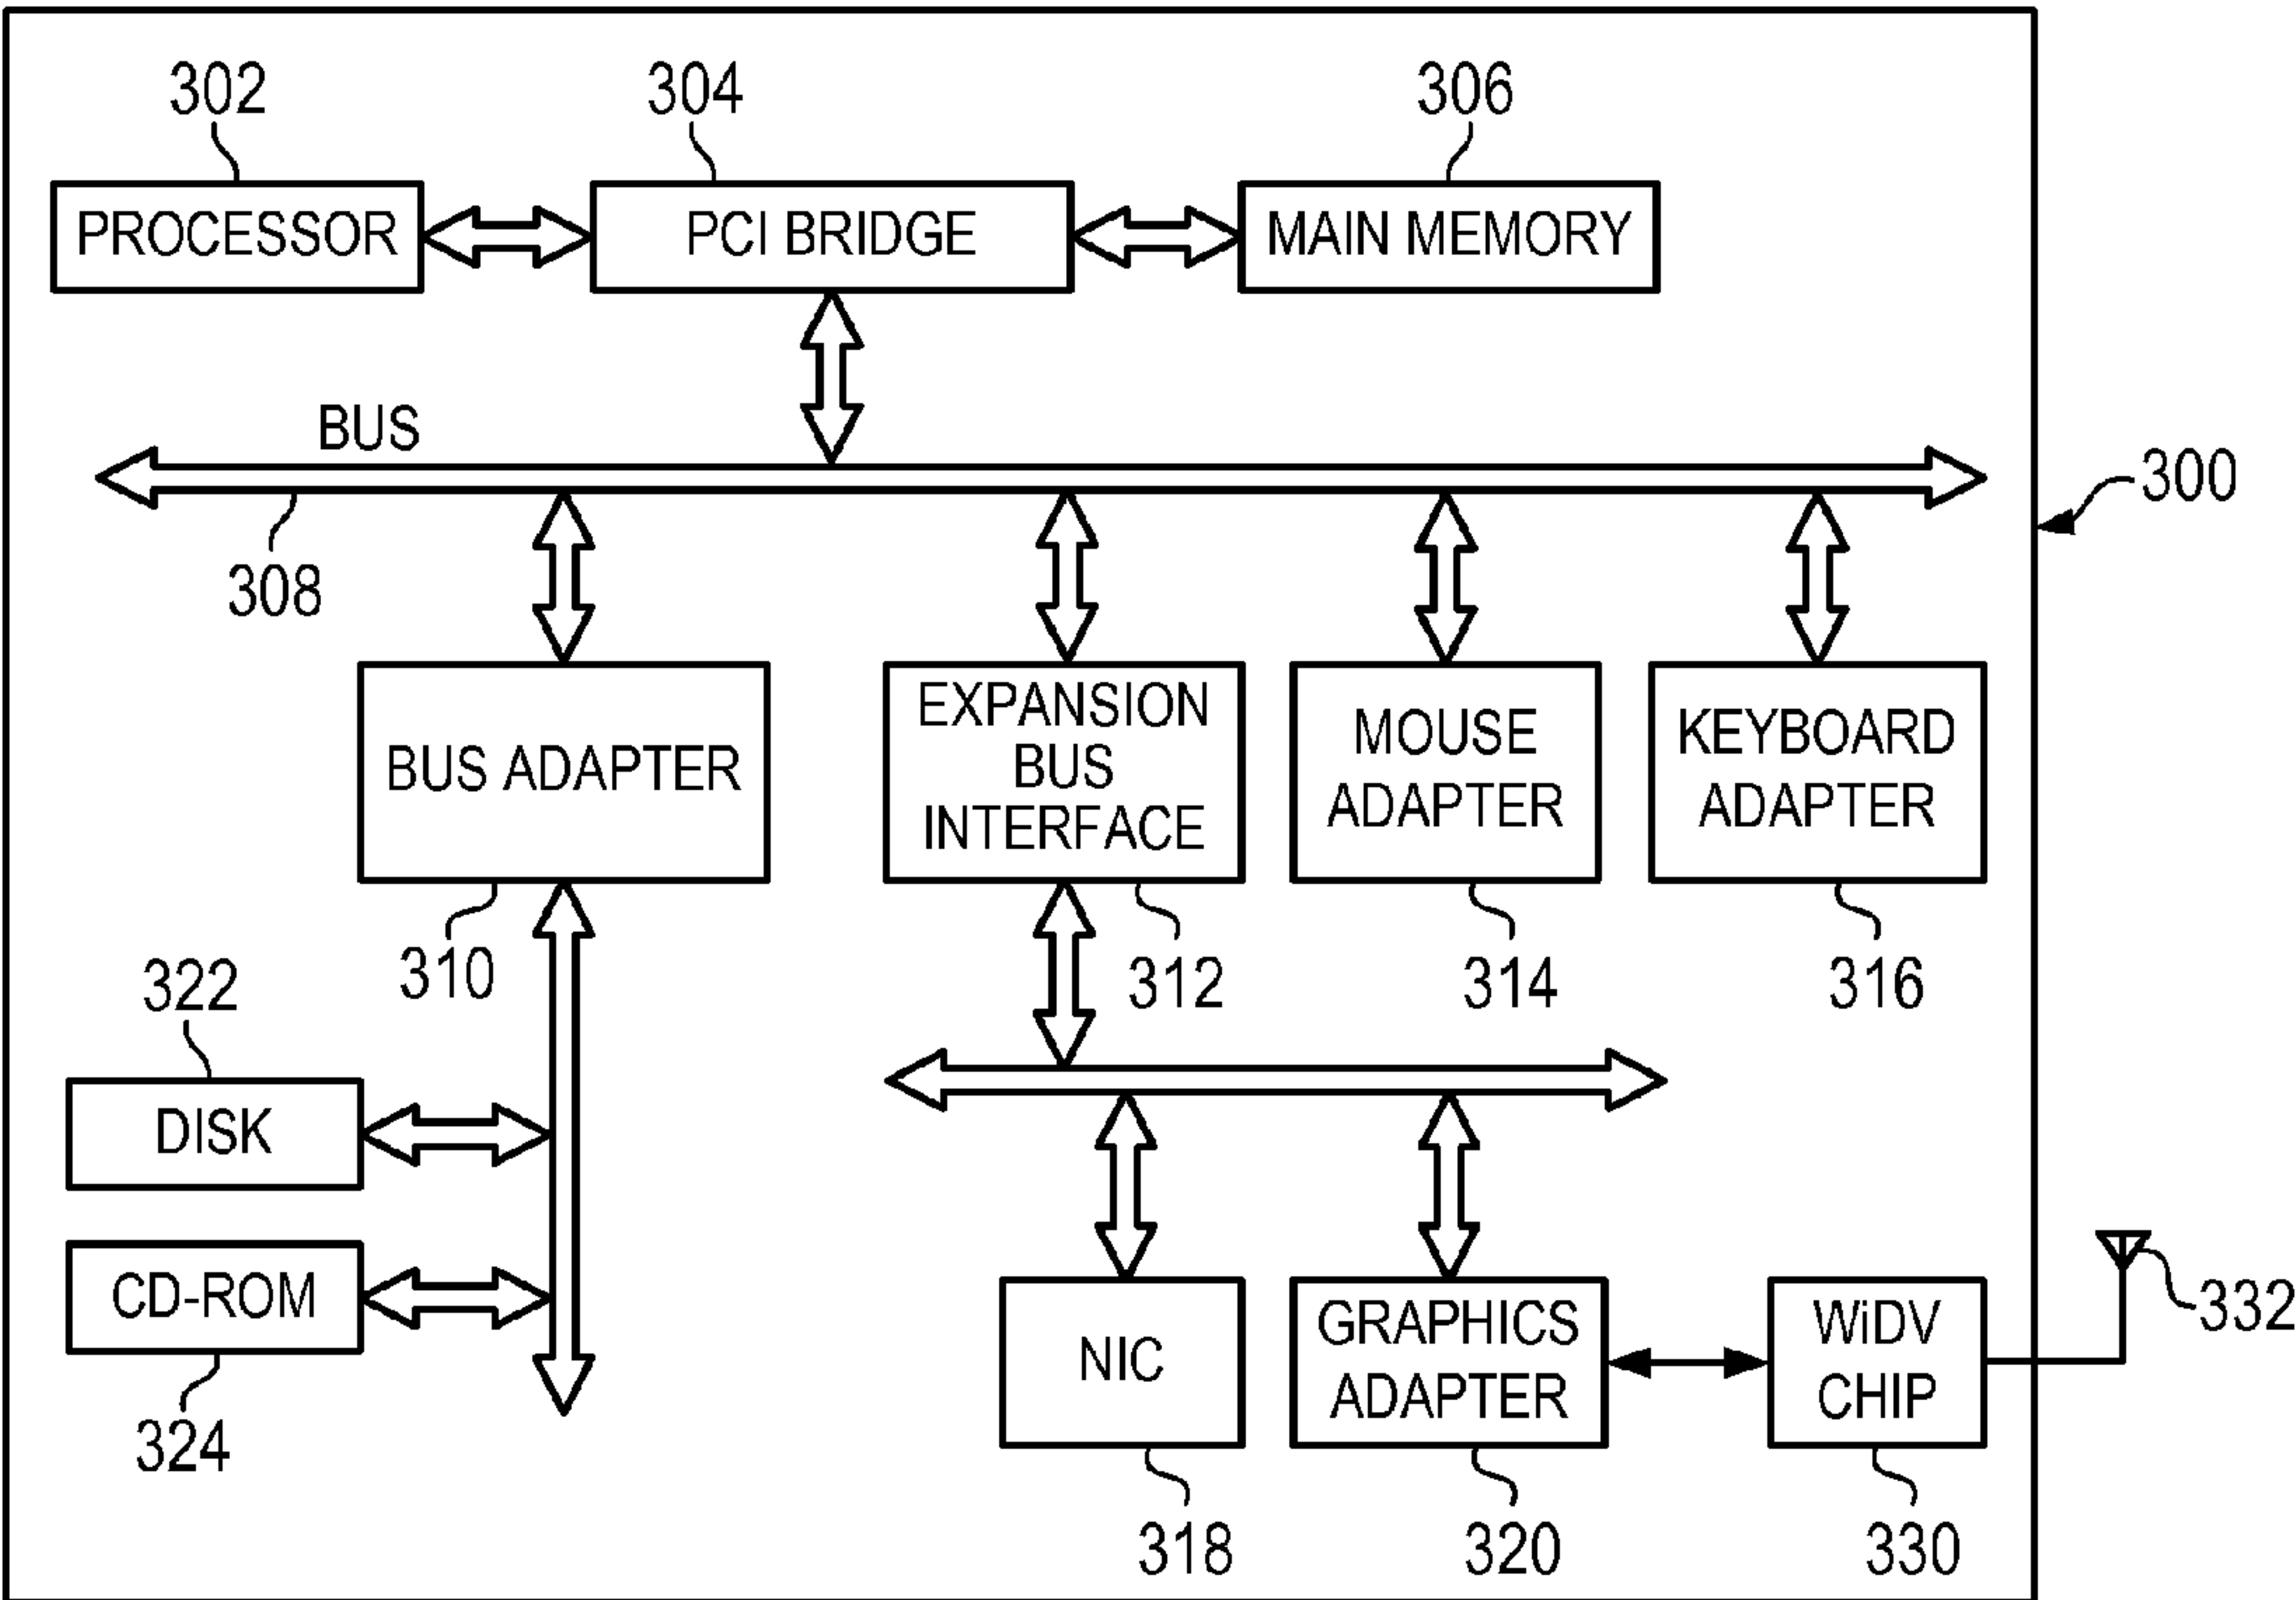 302
304
306
PROCESSOR
PCI BRIDGE
MAIN MEMORY
BUS
300
308
BUS ADAPTER
EXPANSION
BUS
INTERFACE
MOUSE
ADAPTER
KEYBOARD
ADAPTER
310
312
314
316
322
DISK
CD-ROM
324
NIC
GRAPHICS
ADAPTER
WiDV
CHIP
332
318
320
330